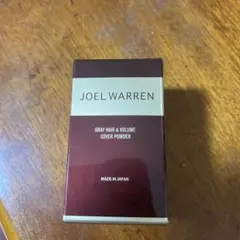 JOEL WARREN
GRAY HAIR & VOLUME
COVER POWDER
MADE IN JAPAN